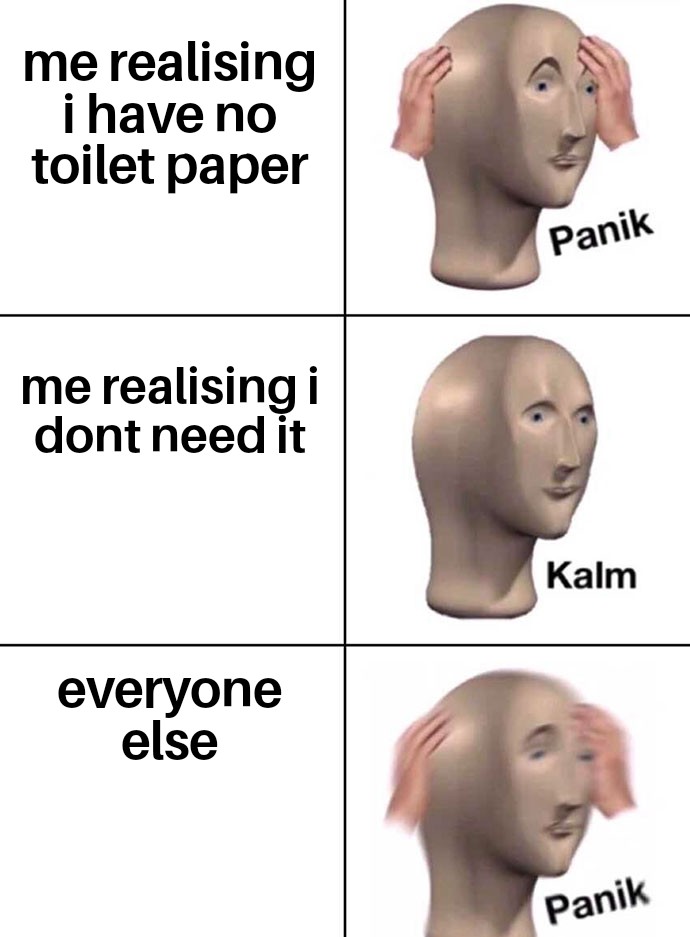 me realising
i have no
toilet paper
Panik
me realising i
dont need it
Kalm
everyone
else
Panik